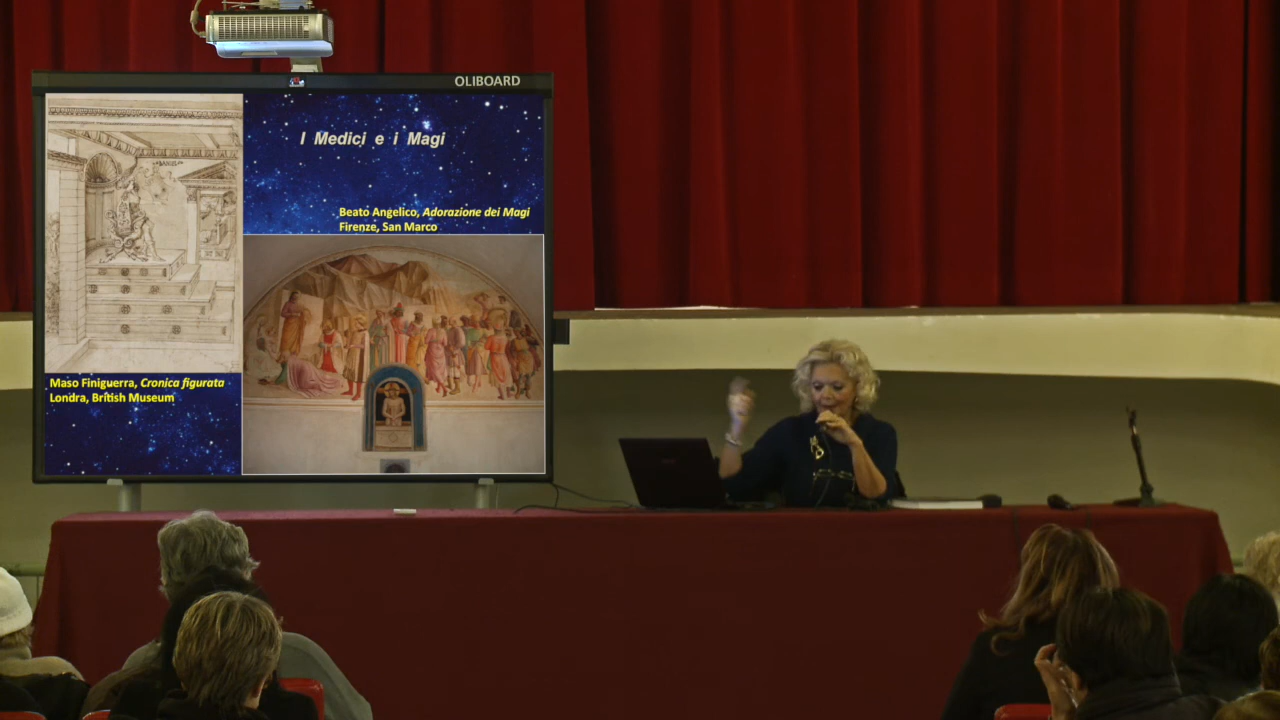 OLIBOARD
I Medici e i Magi
Beato Angelico, Adorazione dei Magi
Firenze, San Marco
Maso Finiguerra, Cronica figurata
Londra, British Museum